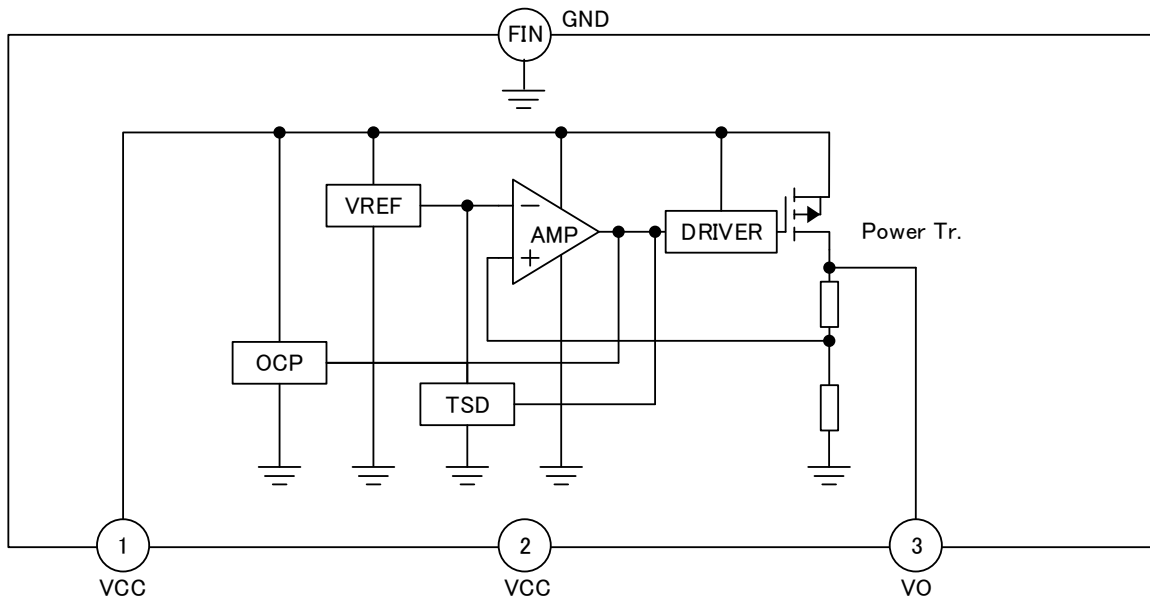 FIN GND
VREF
−
AMP
+
DRIVER
Power Tr.
OCP
TSD
1 2 3
VCC VCC VO